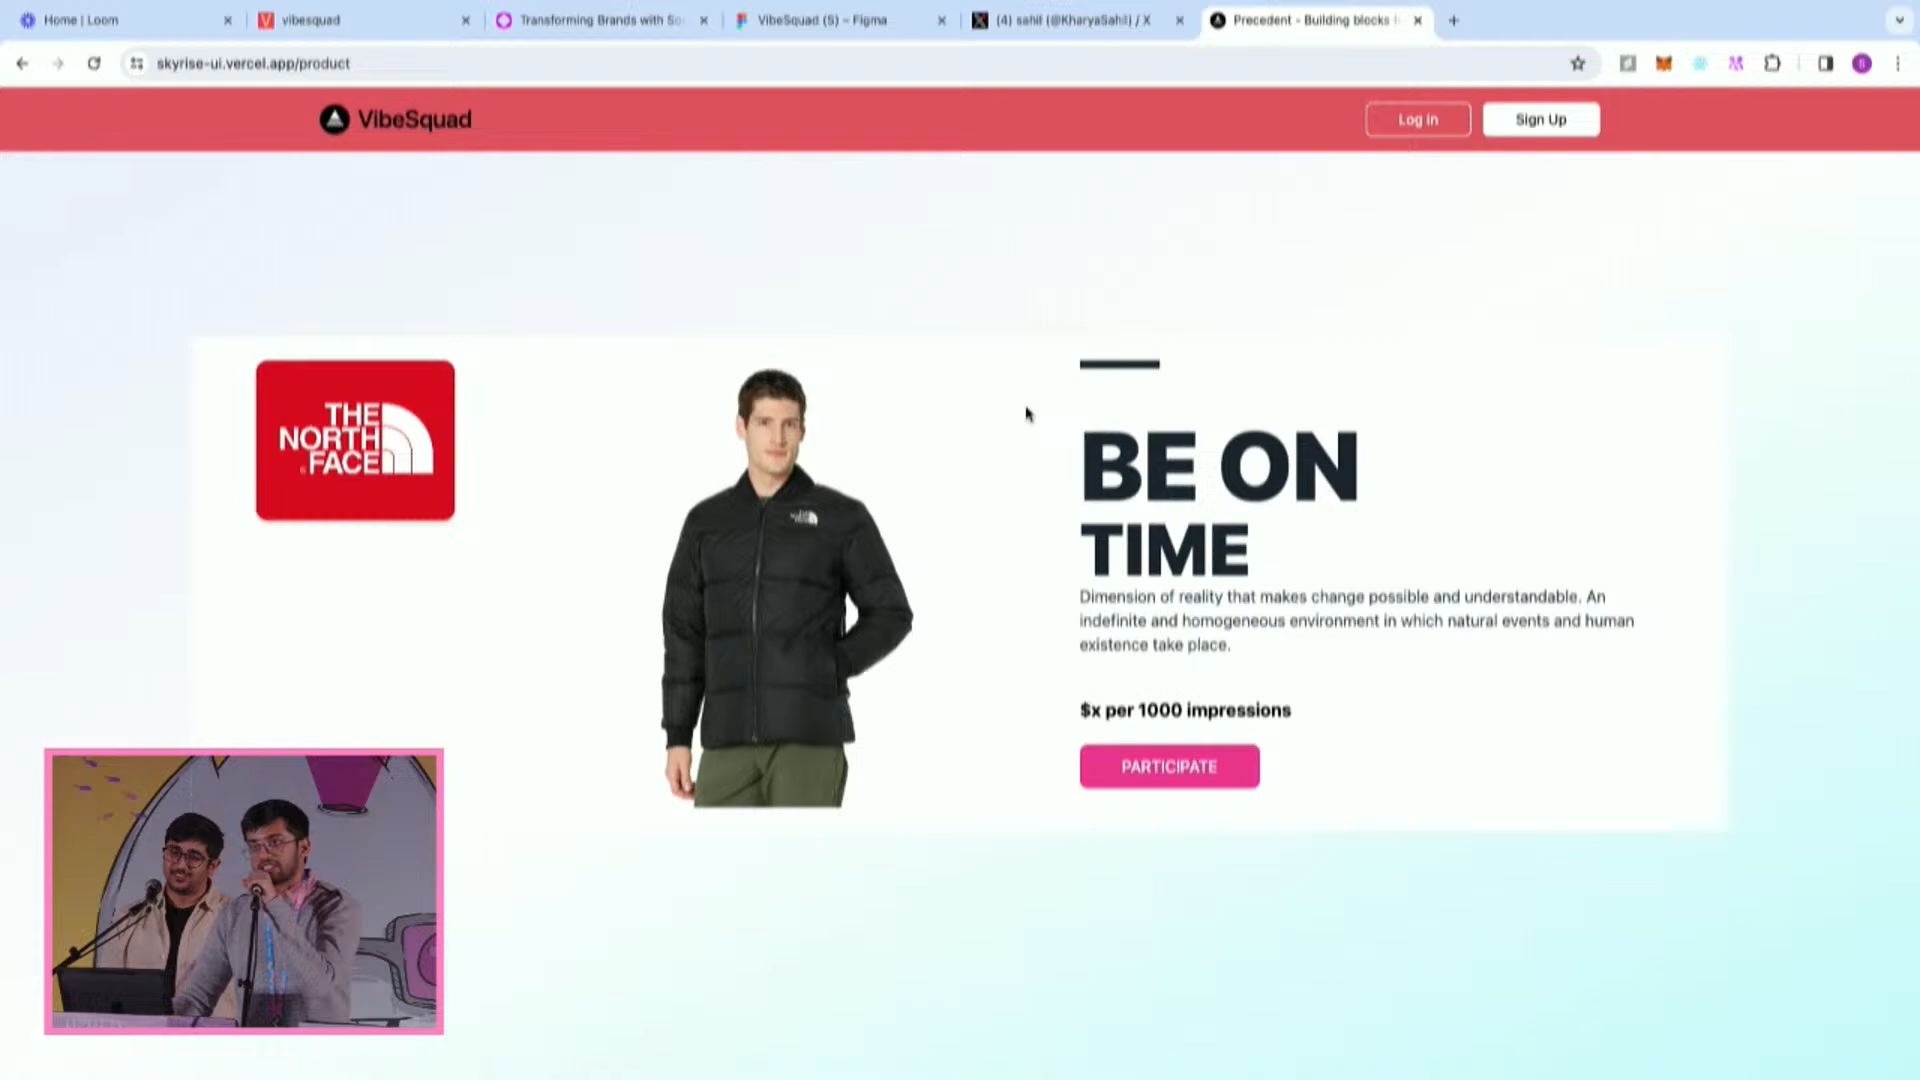 Home | Loom
vibesquad
Transforming Brands with So
VibeSquad (S) – Figma
(4) sahil (@KharyaSahil) / X
Precedent - Building blocks
skyrise-ui.vercel.app/product
VibeSquad
Log In
Sign Up
THE
NORTH
FACE
BE ON
TIME
Dimension of reality that makes change possible and understandable. An
indefinite and homogeneous environment in which natural events and human
existence take place.
$x per 1000 impressions
PARTICIPATE